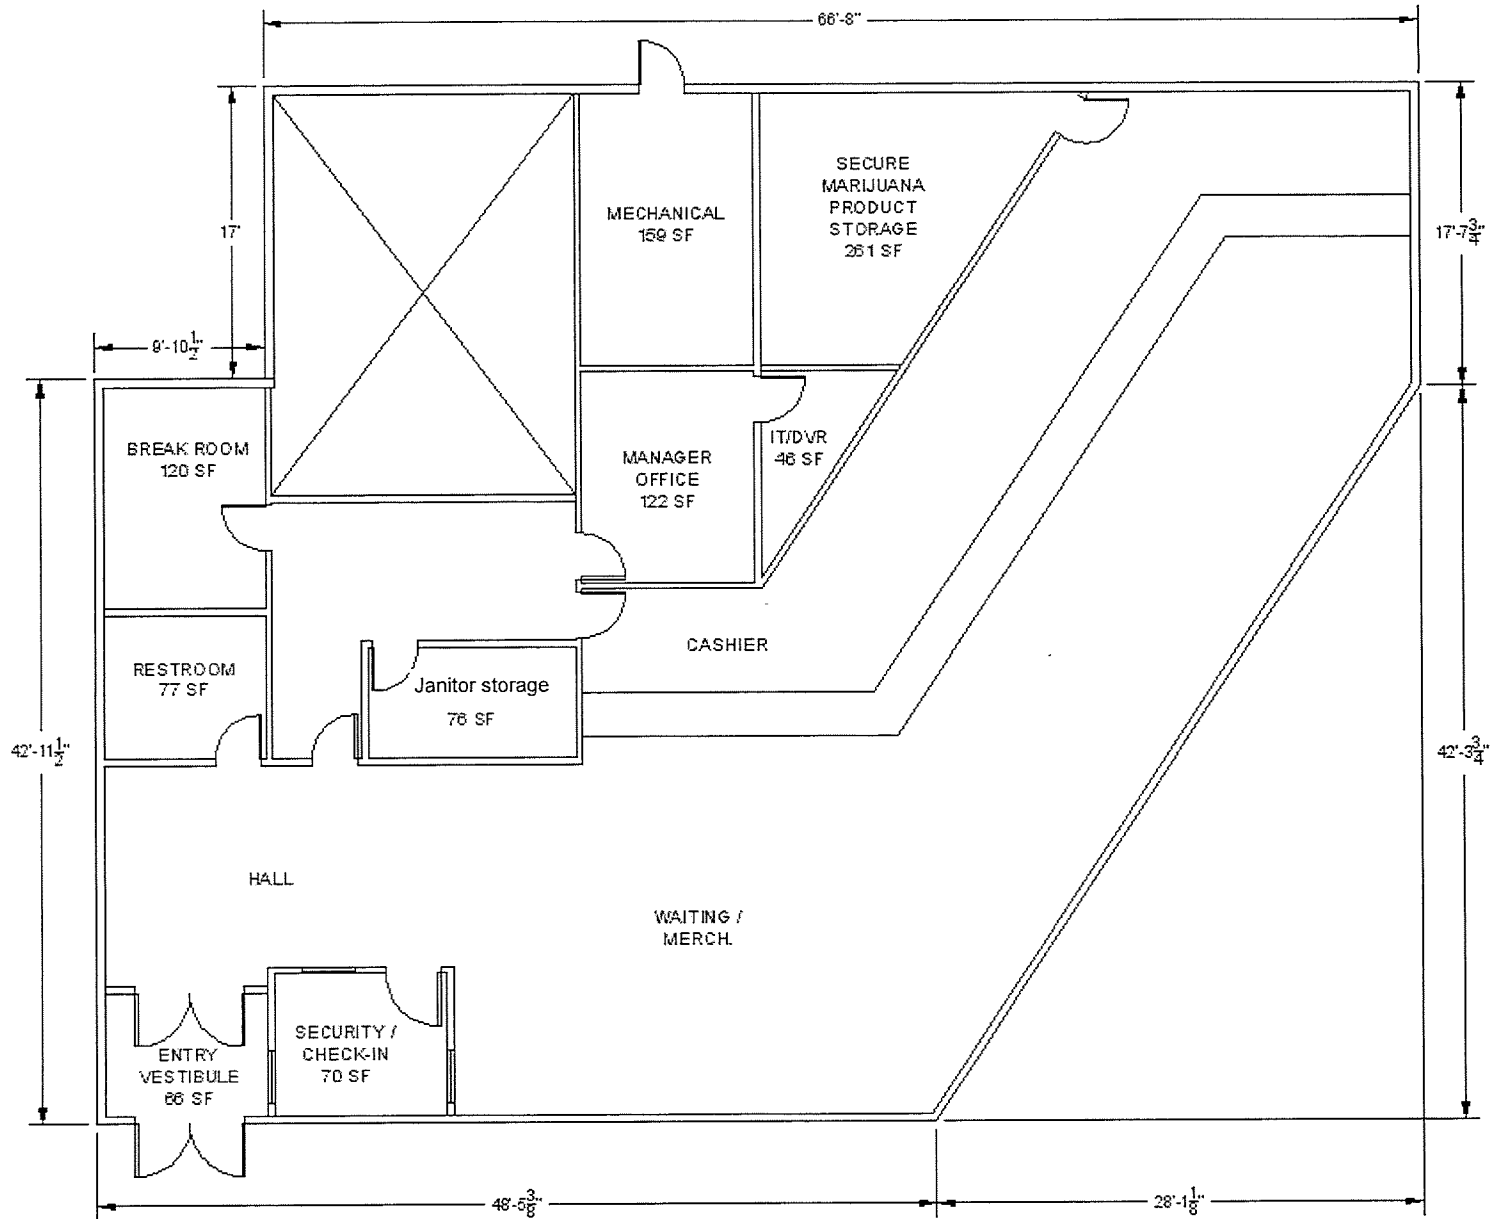 66'-8"
17'
MECHANICAL
159 SF
SECURE
MARIJUANA
PRODUCT
STORAGE
261 SF
17'-7 3/4"
9'-10 1/2"
BREAK ROOM
120 SF
MANAGER
OFFICE
122 SF
IT/DVR
46 SF
RESTROOM
77 SF
Janitor storage
76 SF
CASHIER
42'-11 1/2"
42'-3 3/4"
HALL
WAITING /
MERCH.
SECURITY /
CHECK-IN
70 SF
ENTRY
VESTIBULE
66 SF
48'-5 3/8"
28'-1 1/8"